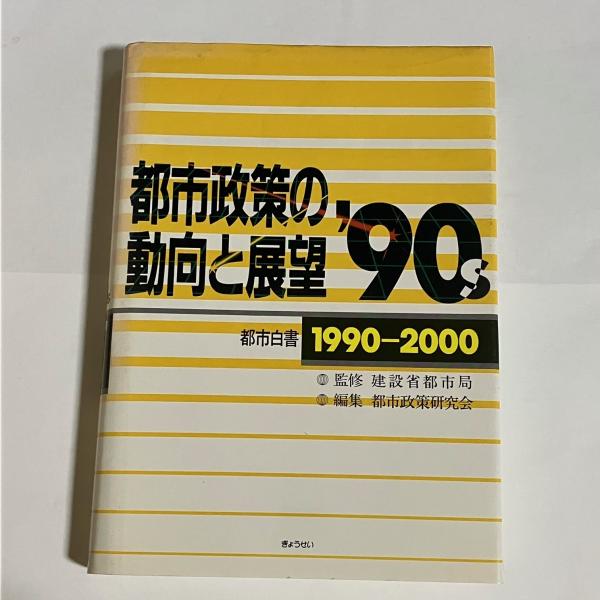 都市政策の
動向と展望 '90s
都市白書 1990-2000
監修 建設省都市局
編集 都市政策研究会
ぎょうせい